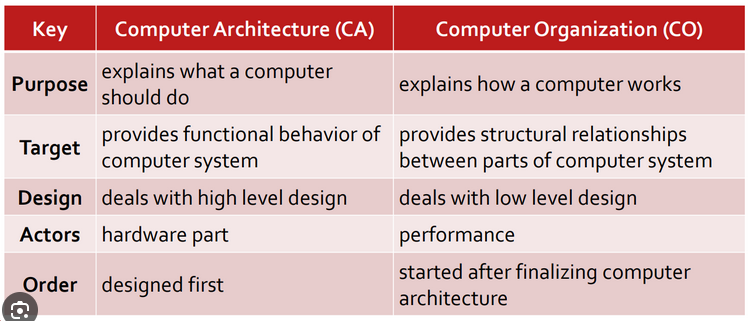 Key Computer Architecture (CA) Computer Organization (CO)
Purpose explains what a computer should do explains how a computer works
Target provides functional behavior of computer system provides structural relationships between parts of computer system
Design deals with high level design deals with low level design
Actors hardware part performance
Order designed first started after finalizing computer architecture